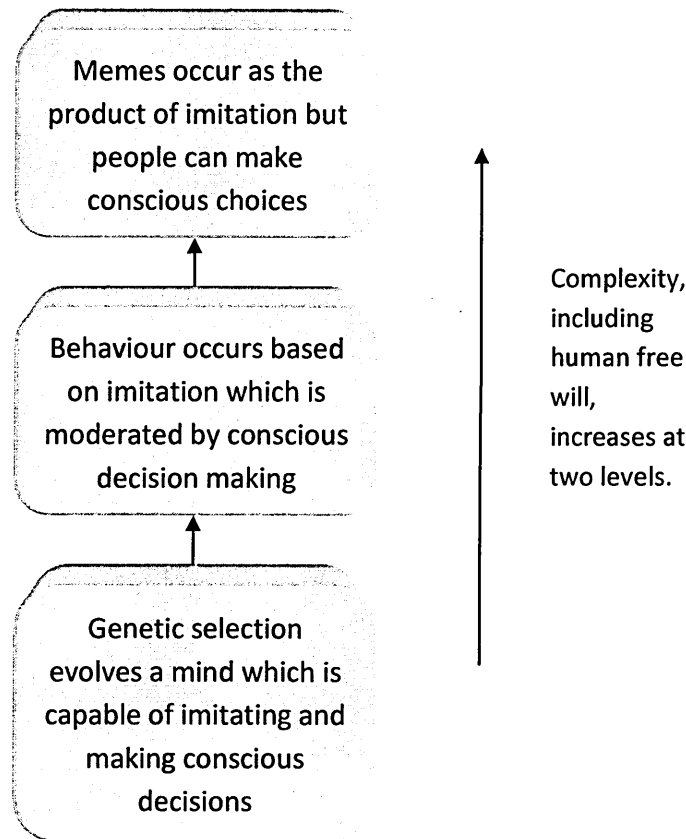 Memes occur as the
product of imitation but
people can make
conscious choices
Behaviour occurs based
on imitation which is
moderated by conscious
decision making
Genetic selection
evolves a mind which is
capable of imitating and
making conscious
decisions
Complexity,
including
human free
will,
increases at
two levels.